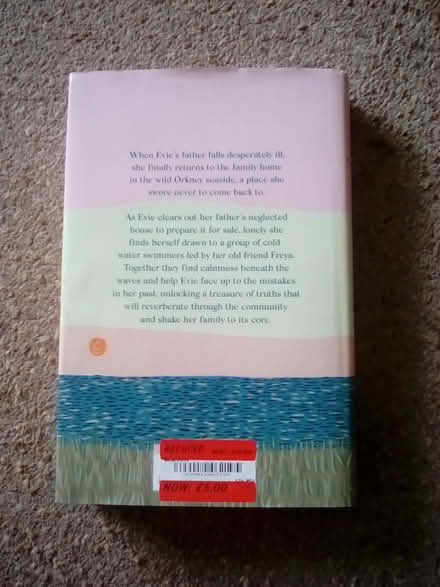 When Evie's father falls desperately ill,
she finally returns to the family home
in the wild Orkney seaside, a place she
swore never to come back to.
As Evie clears out her father's neglected
house to prepare it for sale, lonely she
finds herself drawn to a group of cold
water swimmers led by her old friend Freya.
Together they find calmness beneath the
waves and help Evie face up to the mistakes
in her past, unlocking a treasure of truths that
will reverberate through the community
and shake her family to its core.
NOW: £5.00